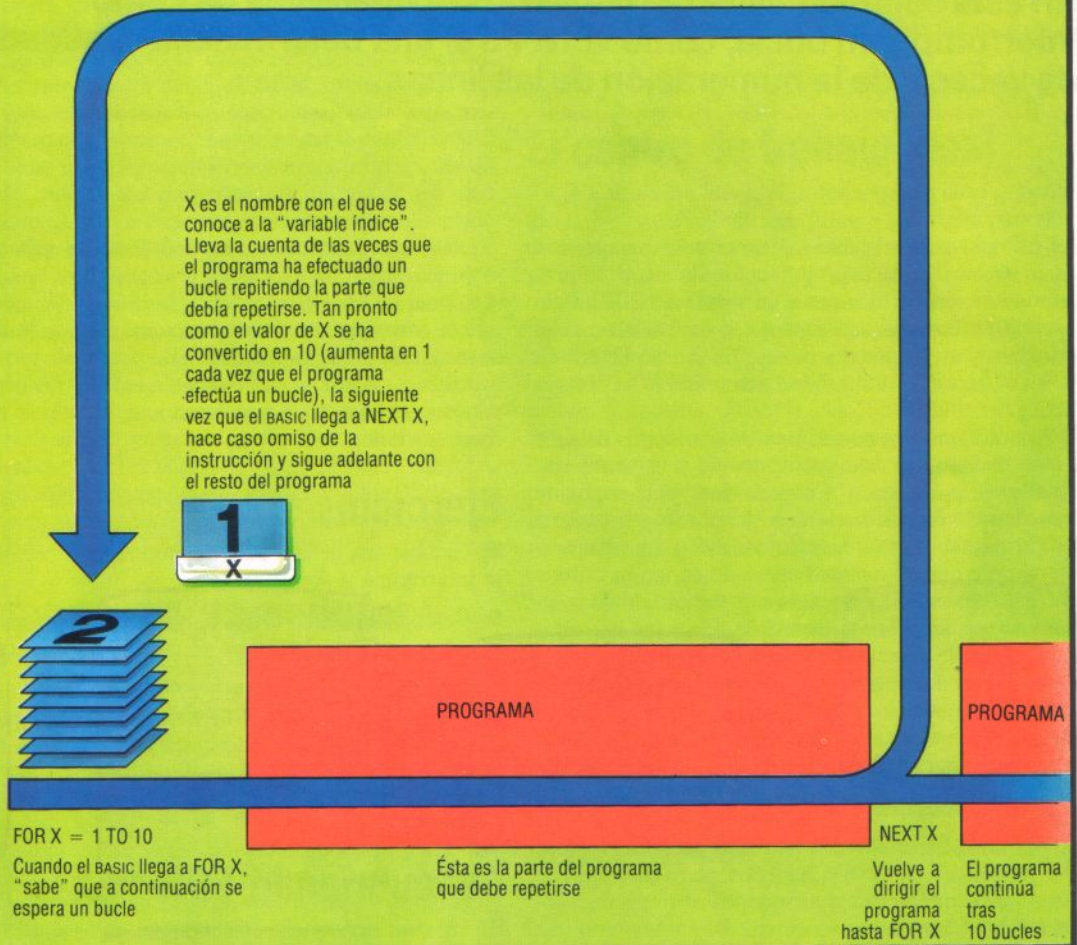 X es el nombre con el que se
conoce a la "variable índice".
Lleva la cuenta de las veces que
el programa ha efectuado un
bucle repitiendo la parte que
debía repetirse. Tan pronto
como el valor de X se ha
convertido en 10 (aumenta en 1
cada vez que el programa
efectúa un bucle), la siguiente
vez que el BASIC llega a NEXT X,
hace caso omiso de la
instrucción y sigue adelante con
el resto del programa
1
X
2
PROGRAMA
PROGRAMA
FOR X = 1 TO 10
Cuando el BASIC llega a FOR X,
"sabe" que a continuación se
espera un bucle
Ésta es la parte del programa
que debe repetirse
NEXT X
Vuelve a
dirigir el
programa
hasta FOR X
El programa
continúa
tras
10 bucles